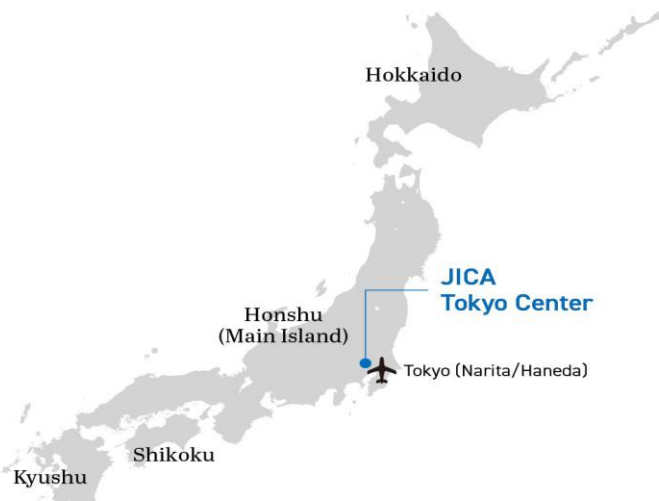 Hokkaido
JICA
Tokyo Center
Honshu
(Main Island)
Tokyo (Narita/Haneda)
Shikoku
Kyushu